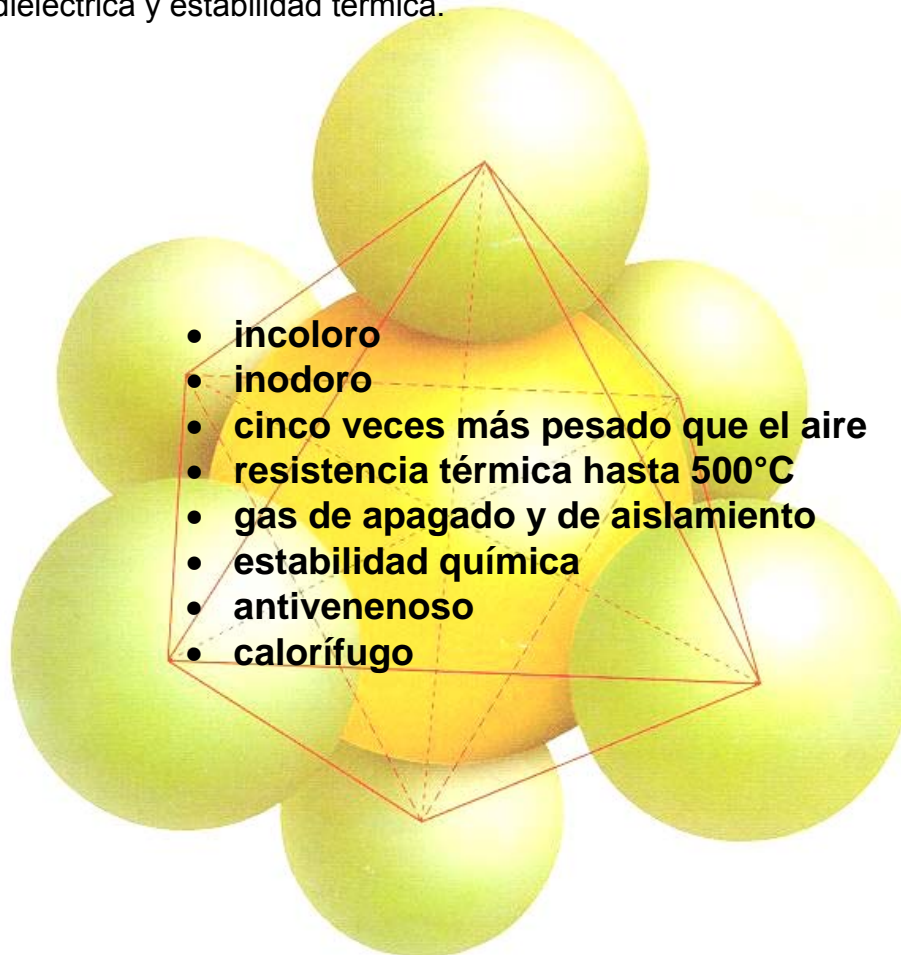 dieléctrica y estabilidad térmica.
• incoloro
• inodoro
• cinco veces más pesado que el aire
• resistencia térmica hasta 500°C
• gas de apagado y de aislamiento
• estabilidad química
• antivenenoso
• calorífugo